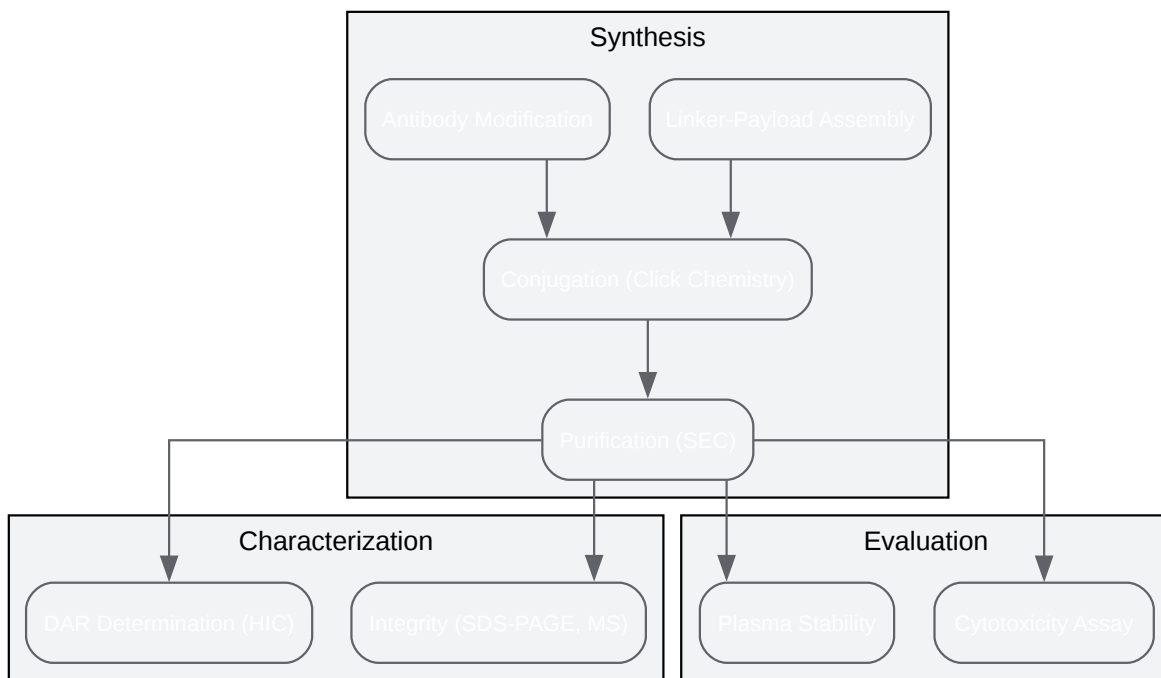 Synthesis
Antibody Modification
Linker-Payload Assembly
Conjugation (Click Chemistry)
Purification (SEC)
Characterization
Evaluation
DAR Determination (HIC)
Integrity (SDS-PAGE, MS)
Plasma Stability
Cytotoxicity Assay